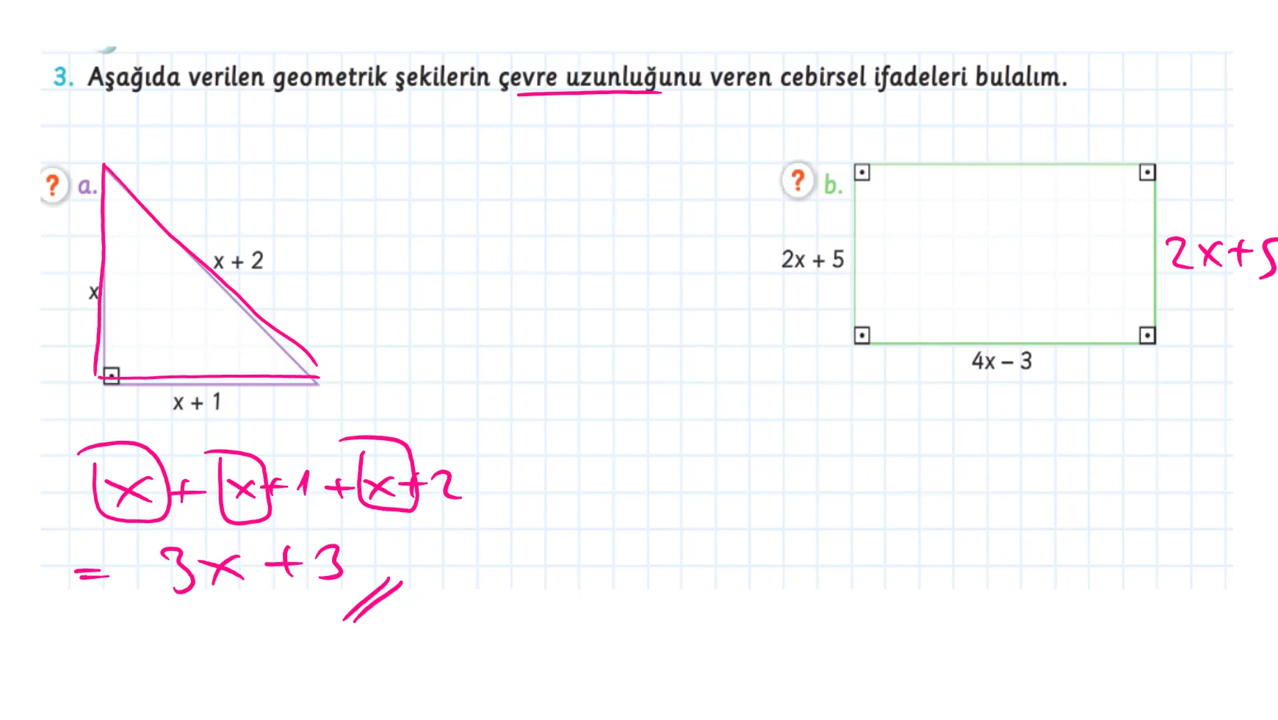 3. Aşağıda verilen geometrik şekilerin çevre uzunluğunu veren cebirsel ifadeleri bulalım.
? a.
x + 2
x
x + 1
x + x + 1 + x + 2
= 3x + 3
? b.
2x + 5
2x + 5
4x – 3